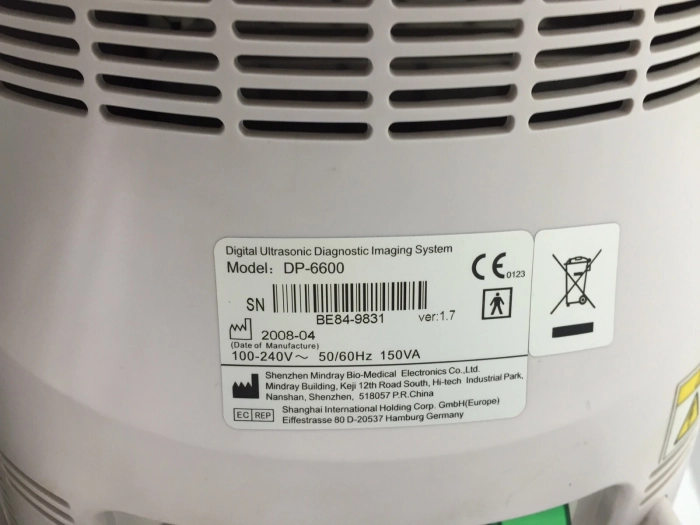 Digital Ultrasonic Diagnostic Imaging System
Model: DP-6600
CE 0123
SN
BE84-9831 ver:1.7
2008-04
(Date of Manufacture)
100-240V～ 50/60Hz 150VA
Shenzhen Mindray Bio-Medical Electronics Co.,Ltd.
Mindray Building, Keji 12th Road South, Hi-tech Industrial Park,
Nanshan, Shenzhen, 518057 P.R.China
EC REP Shanghai International Holding Corp. GmbH(Europe)
Eiffestrasse 80 D-20537 Hamburg Germany